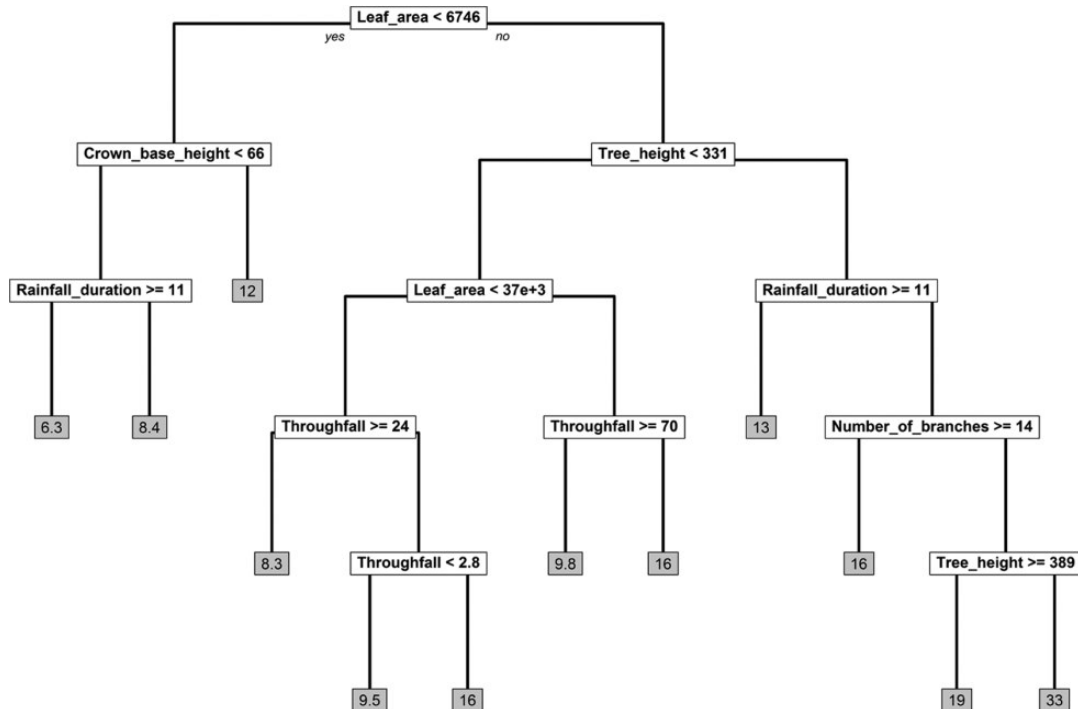 Leaf_area < 6746
yes no
Crown_base_height < 66
Tree_height < 331
Rainfall_duration >= 11
12
Leaf_area < 37e+3
Rainfall_duration >= 11
6.3
8.4
Throughfall >= 24
Throughfall >= 70
13
Number_of_branches >= 14
8.3
Throughfall < 2.8
9.8
16
16
Tree_height >= 389
9.5
16
19
33